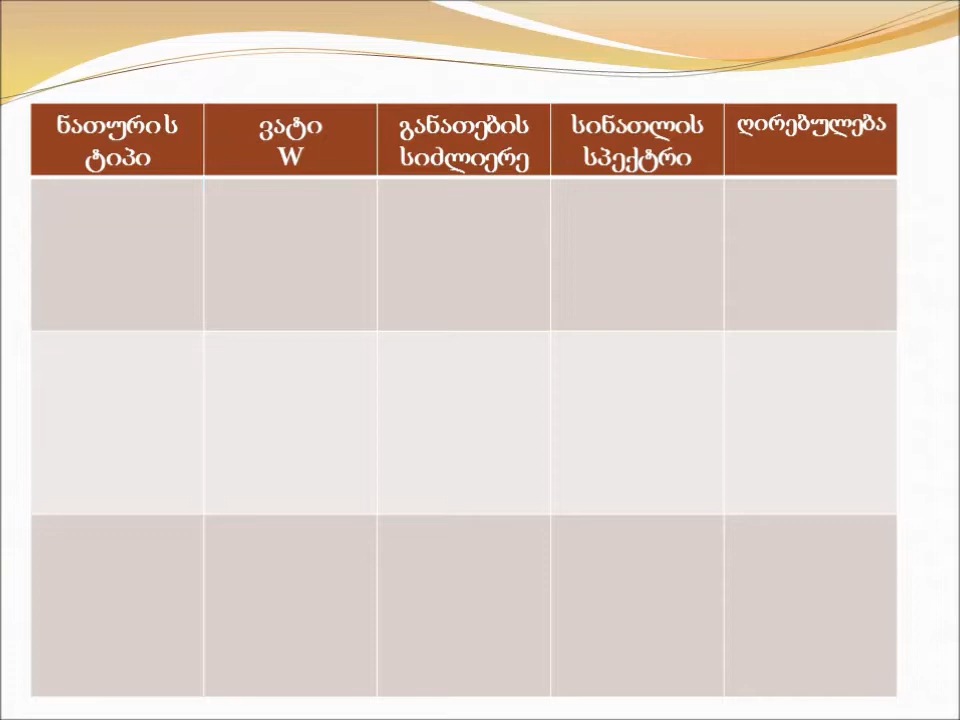 ნათურის
ტიპი
ვატი
W
განათების
სიძლიერე
სინათლის
სპექტრი
ღირებულება